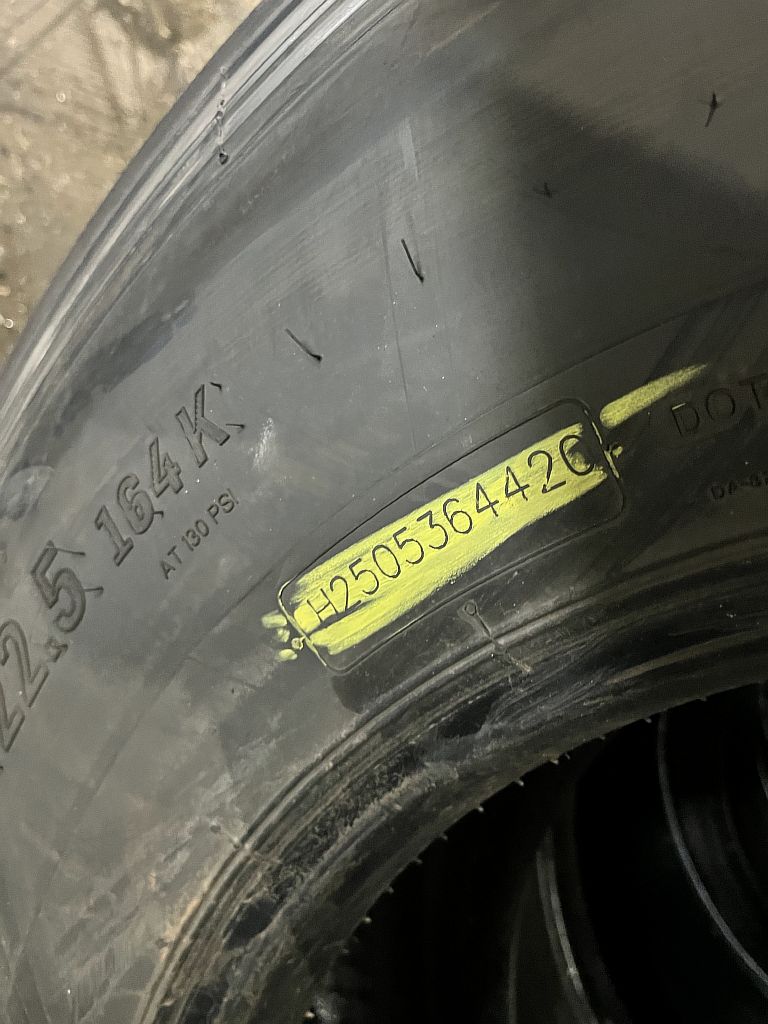 22.5 164K
AT 130 PSI
H250536442C
DOT